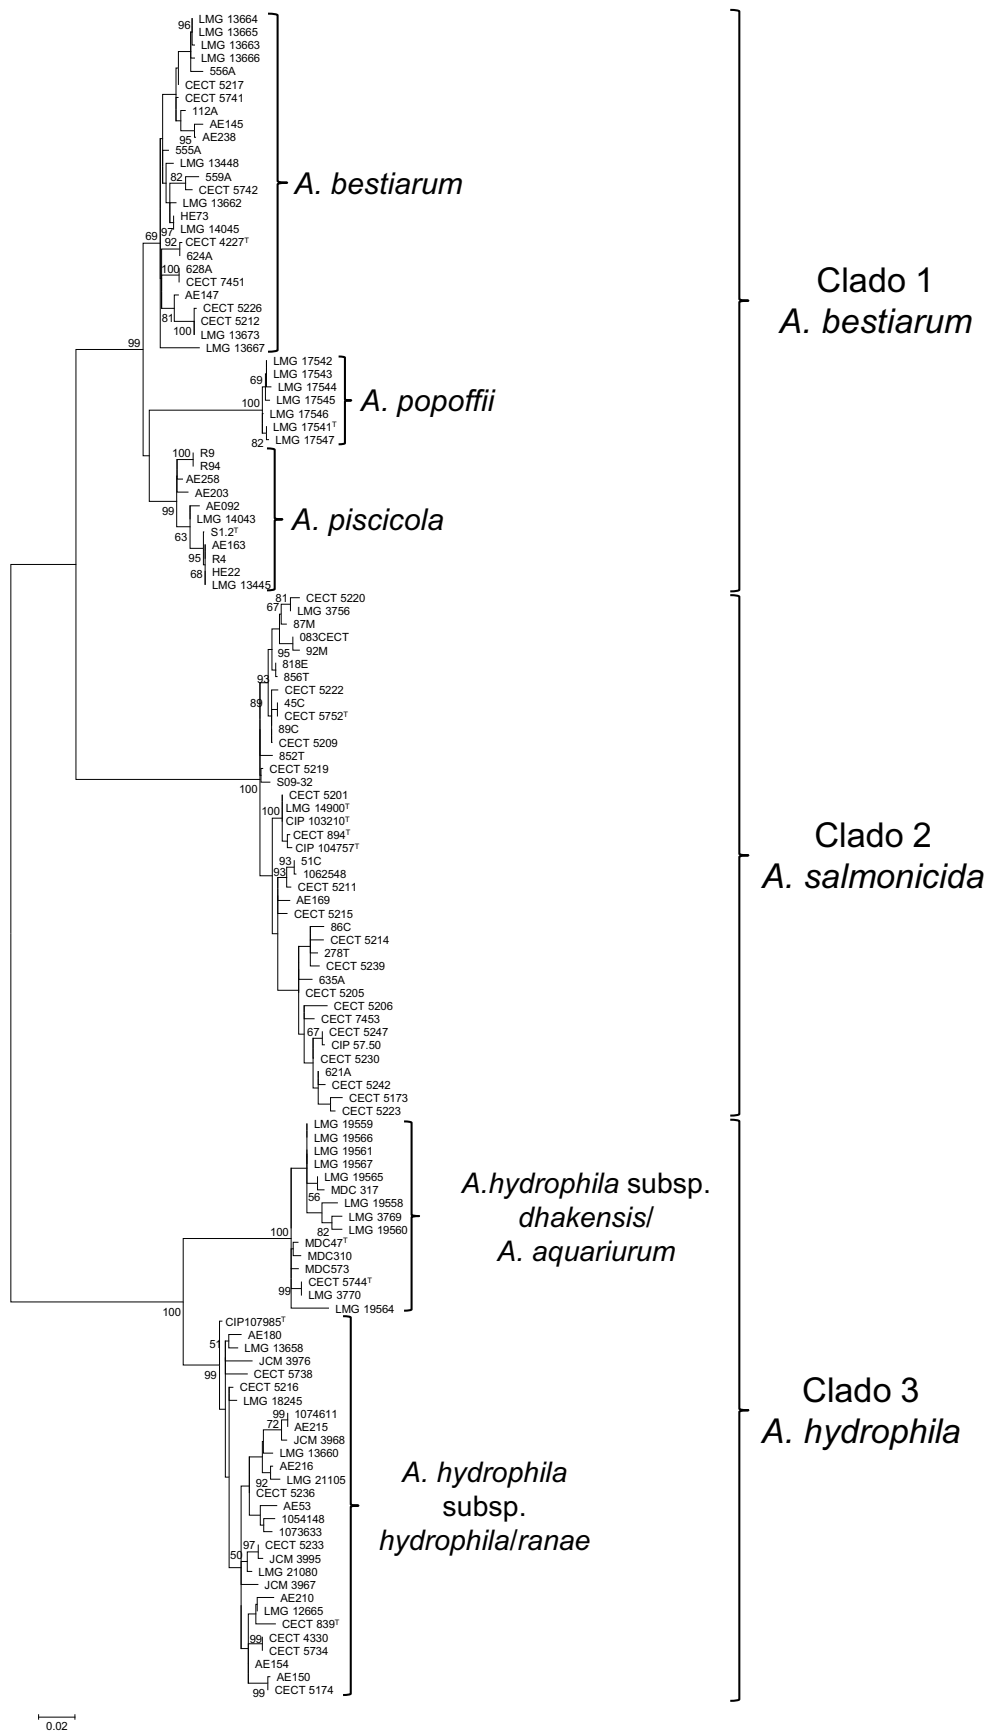 LMG 13664
96
LMG 13665
LMG 13663
LMG 13666
556A
CECT 5217
CECT 5741
112A
AE145
95
AE238
555A
LMG 13448
82
559A
CECT 5742
LMG 13662
HE73
97
LMG 14045
69
92
CECT 4227ᵀ
624A
100
628A
CECT 7451
AE147
CECT 5226
81
CECT 5212
100
LMG 13673
LMG 13667
A. bestiarum
99
LMG 17542
LMG 17543
69
LMG 17544
LMG 17545
100
LMG 17546
LMG 17541ᵀ
82
LMG 17547
A. popoffii
100
R9
R94
AE258
AE203
99
AE092
LMG 14043
63
S1.2ᵀ
AE163
95
R4
68
HE22
LMG 13445
A. piscicola
Clado 1
A. bestiarum
81
CECT 5220
67
LMG 3756
87M
083CECT
95
92M
818E
93
856T
CECT 5222
89
45C
CECT 5752ᵀ
89C
CECT 5209
852T
CECT 5219
100
S09-32
CECT 5201
100
LMG 14900ᵀ
CIP 103210ᵀ
CECT 894ᵀ
CIP 104757ᵀ
93
51C
93
1062548
CECT 5211
AE169
CECT 5215
86C
CECT 5214
278T
CECT 5239
635A
CECT 5205
CECT 5206
CECT 7453
67
CECT 5247
CIP 57.50
CECT 5230
621A
CECT 5242
CECT 5173
CECT 5223
Clado 2
A. salmonicida
LMG 19559
LMG 19566
LMG 19561
LMG 19567
LMG 19565
MDC 317
56
LMG 19558
LMG 3769
82
LMG 19560
100
MDC47ᵀ
MDC310
MDC573
CECT 5744ᵀ
99
LMG 3770
LMG 19564
A.hydrophila subsp.
dhakensis/
A. aquariurum
100
CIP107985ᵀ
AE180
51
LMG 13658
JCM 3976
99
CECT 5738
CECT 5216
LMG 18245
99
1074611
72
AE215
JCM 3968
LMG 13660
AE216
92
LMG 21105
CECT 5236
AE53
1054148
1073633
97
CECT 5233
50
JCM 3995
LMG 21080
JCM 3967
AE210
LMG 12665
CECT 839ᵀ
99
CECT 4330
CECT 5734
AE154
AE150
99
CECT 5174
A. hydrophila
subsp.
hydrophila/ranae
Clado 3
A. hydrophila
0.02